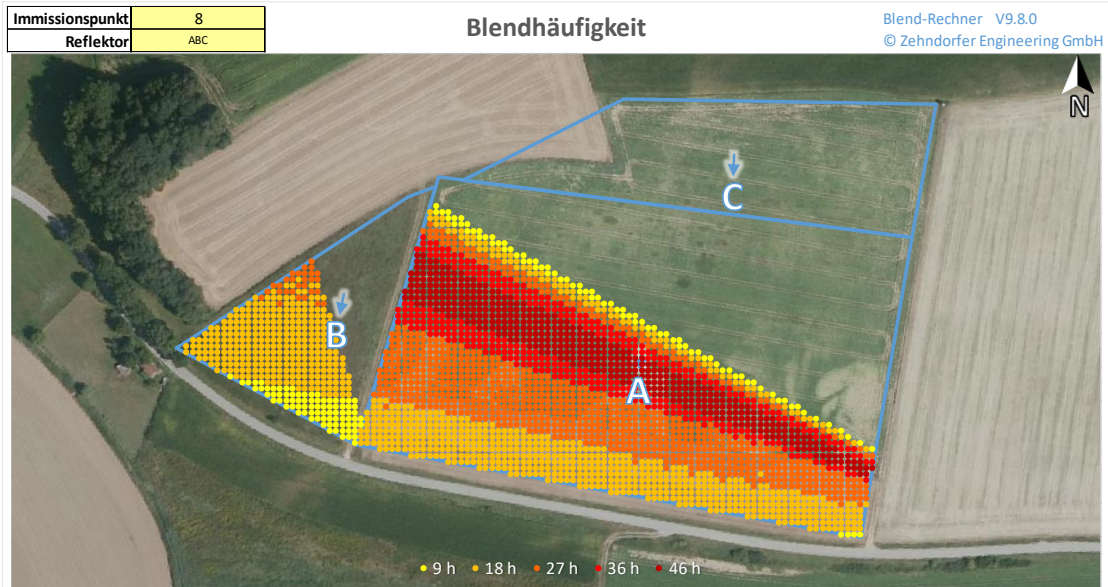 Immissionspunkt 8
Reflektor ABC
Blendhäufigkeit
Blend-Rechner V9.8.0
© Zehndorfer Engineering GmbH
N
C
B
A
9 h 18 h 27 h 36 h 46 h